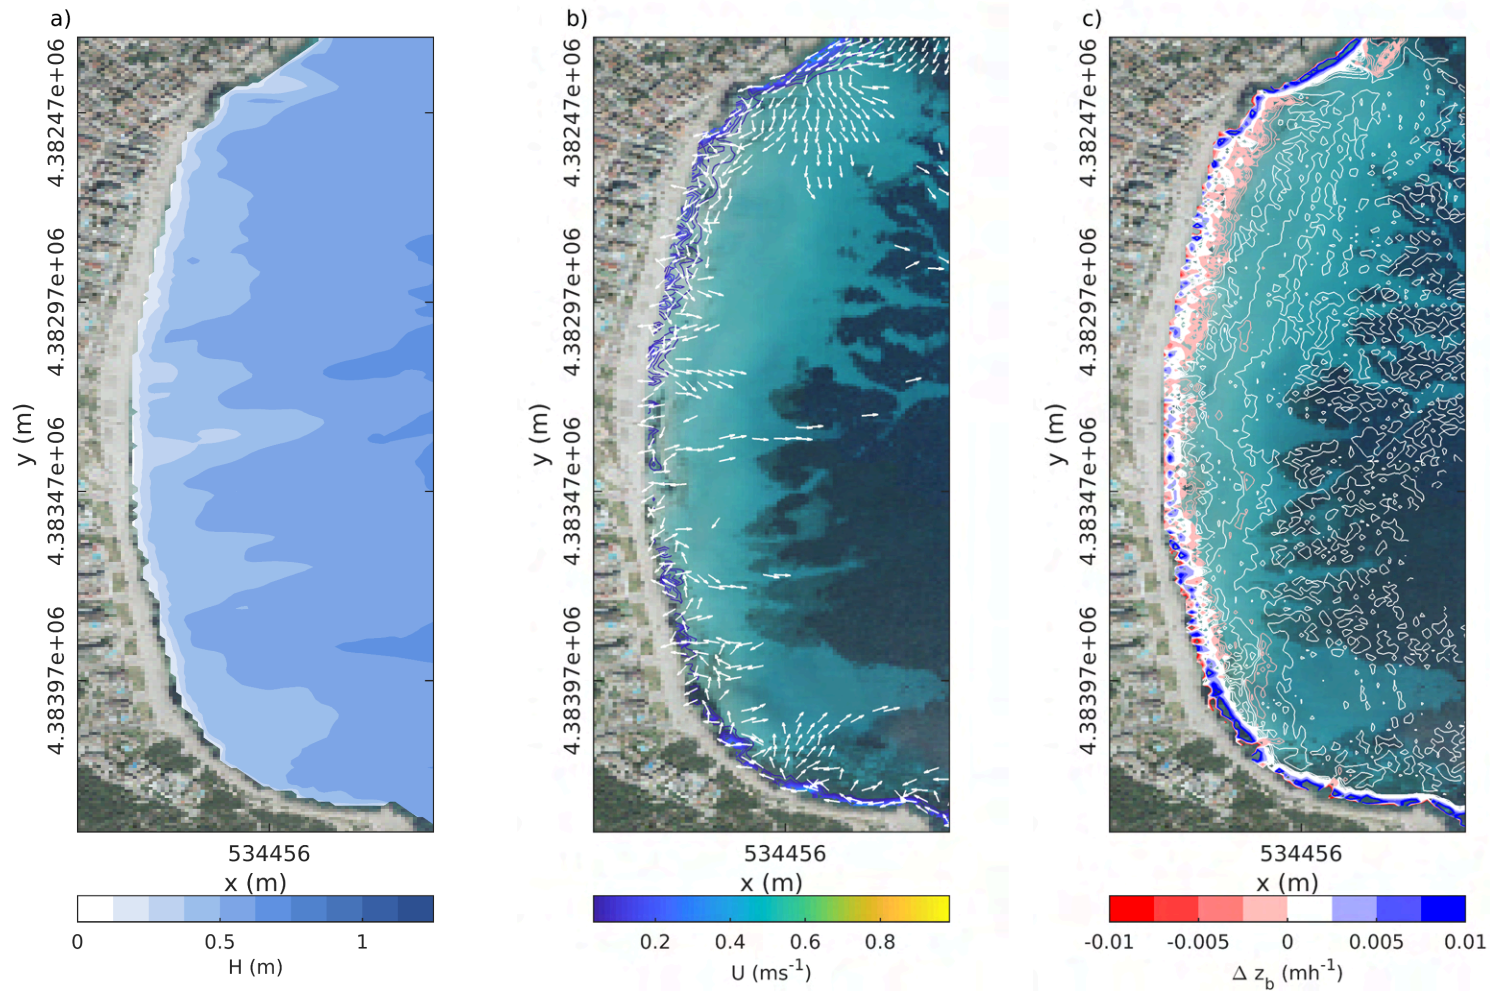 a)
4.38247e+06
4.38297e+06
4.38347e+06
4.38397e+06
y (m)
534456
x (m)
0 0.5 1
H (m)
b)
4.38247e+06
4.38297e+06
4.38347e+06
4.38397e+06
y (m)
534456
x (m)
0.2 0.4 0.6 0.8
U (ms⁻¹)
c)
4.38247e+06
4.38297e+06
4.38347e+06
4.38397e+06
y (m)
534456
x (m)
-0.01 -0.005 0 0.005 0.01
Δ z_b (mh⁻¹)